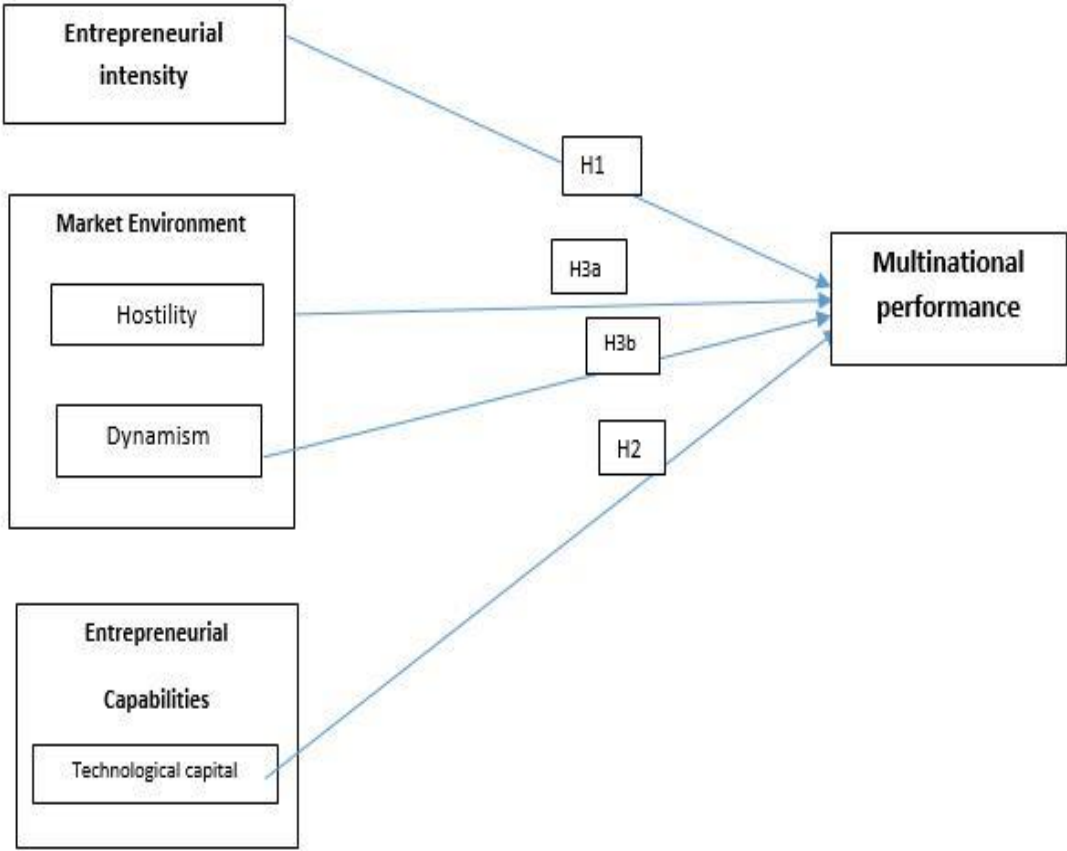 Entrepreneurial
intensity
H1
Market Environment
Hostility
Dynamism
H3a
H3b
H2
Multinational
performance
Entrepreneurial
Capabilities
Technological capital